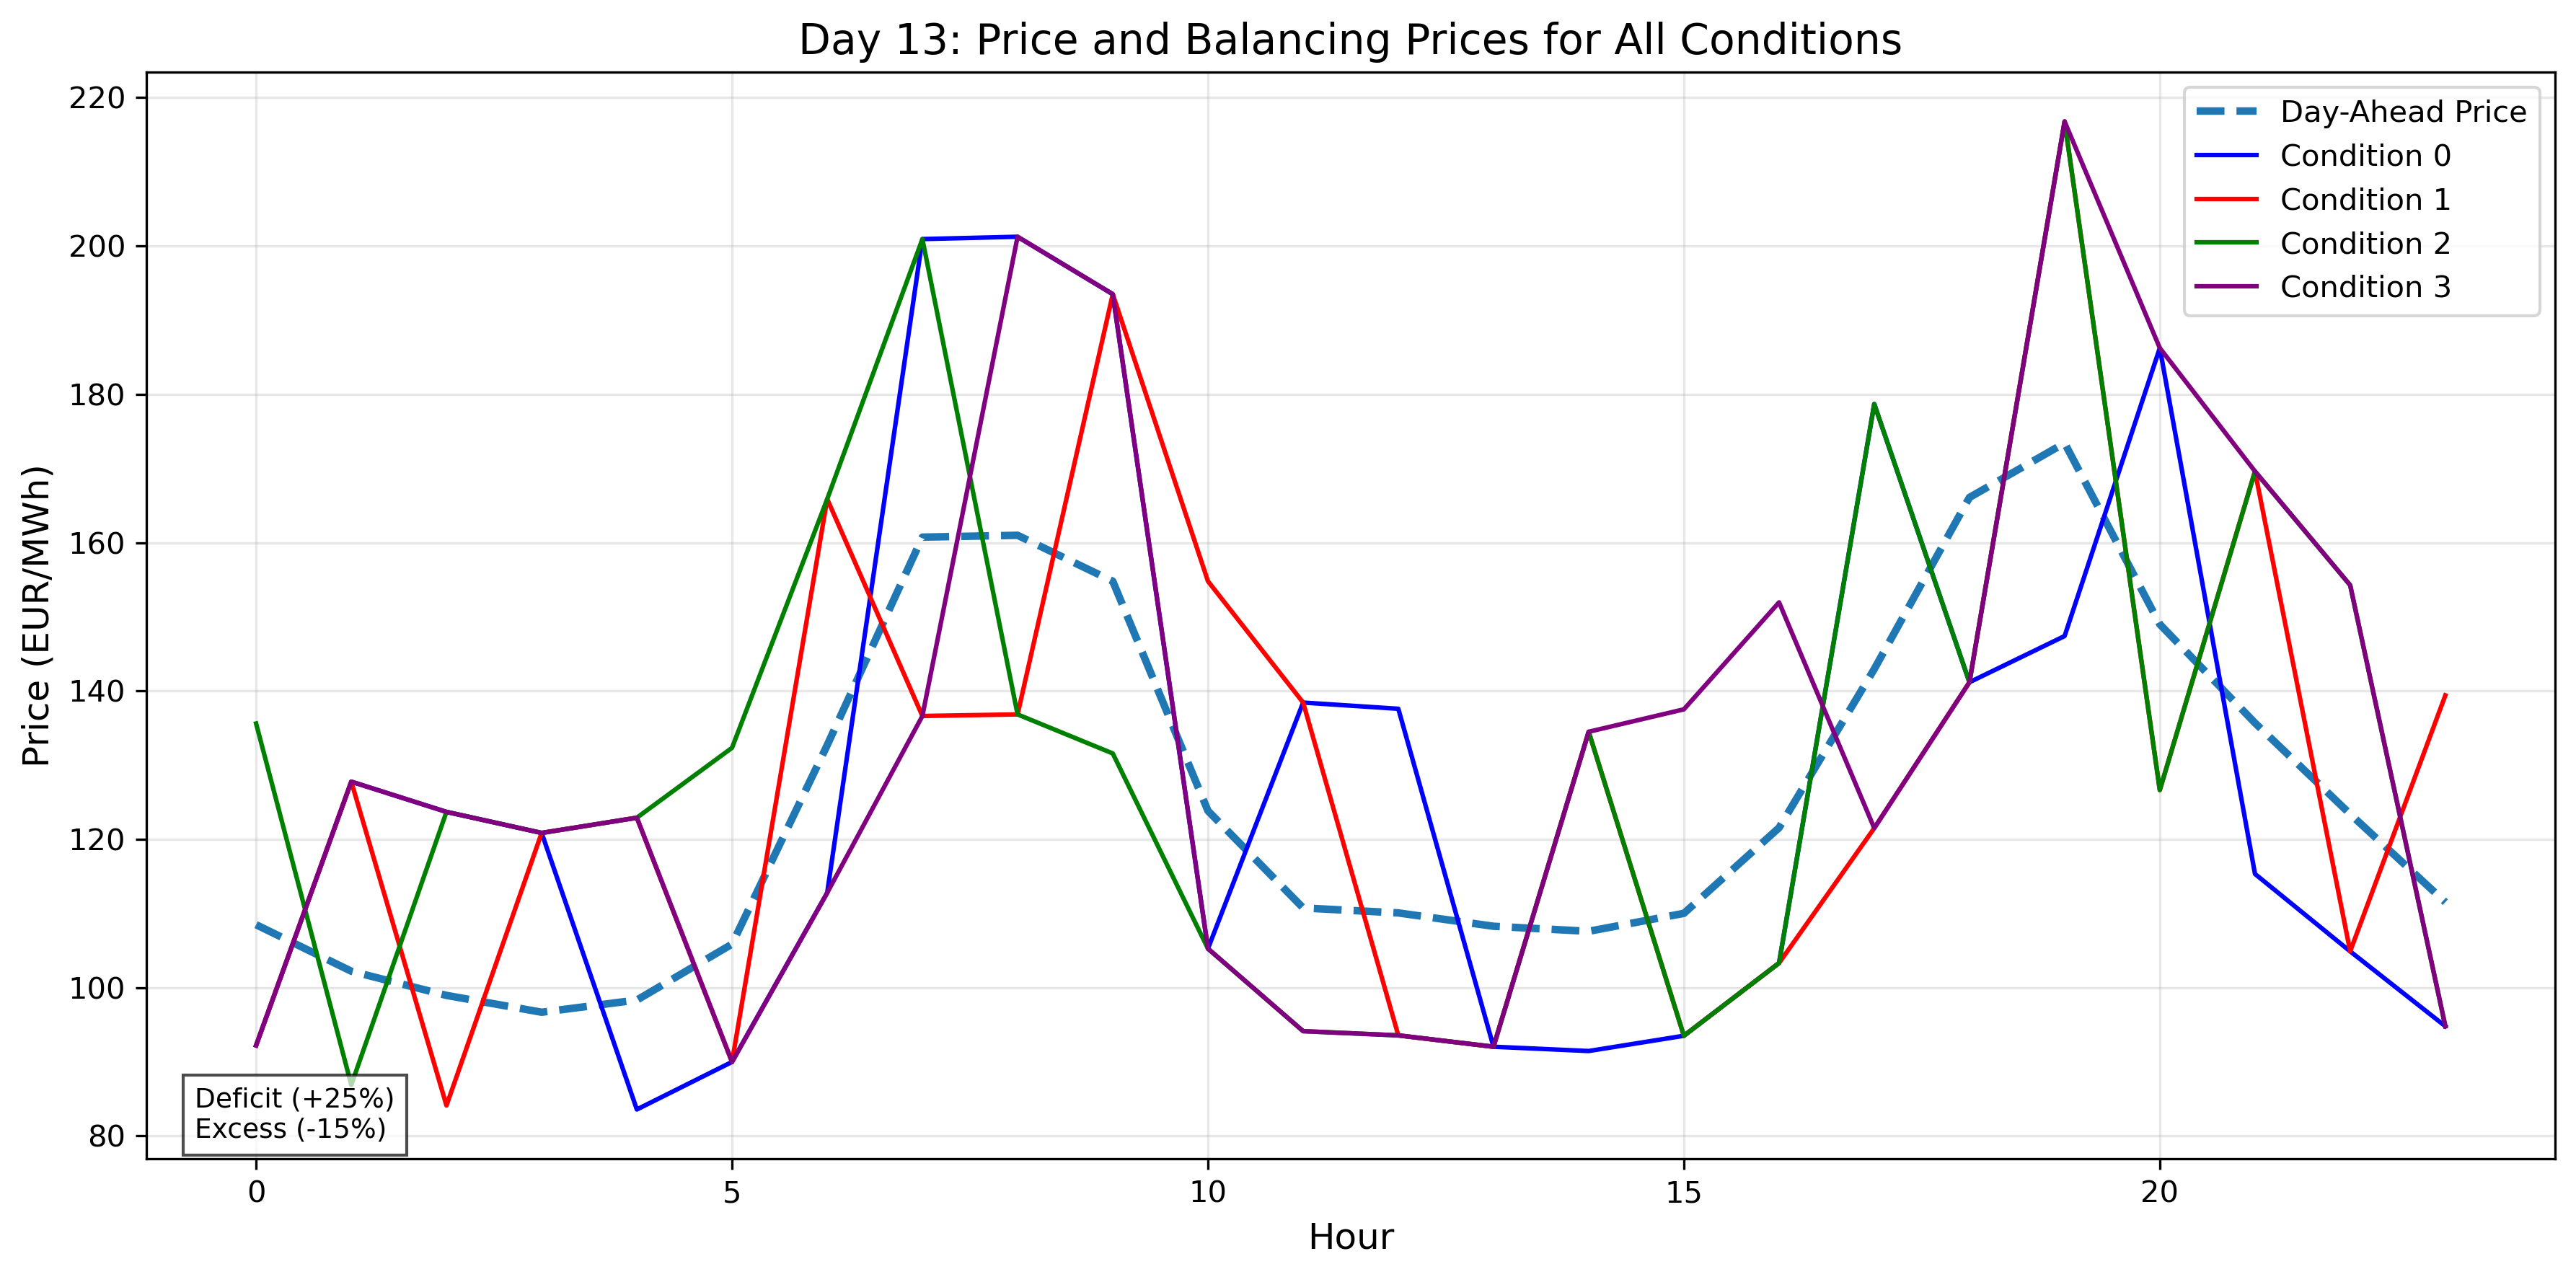 Day 13: Price and Balancing Prices for All Conditions
Price (EUR/MWh)
220
200
180
160
140
120
100
80
Day-Ahead Price
Condition 0
Condition 1
Condition 2
Condition 3
Deficit (+25%)
Excess (-15%)
0 5 10 15 20
Hour